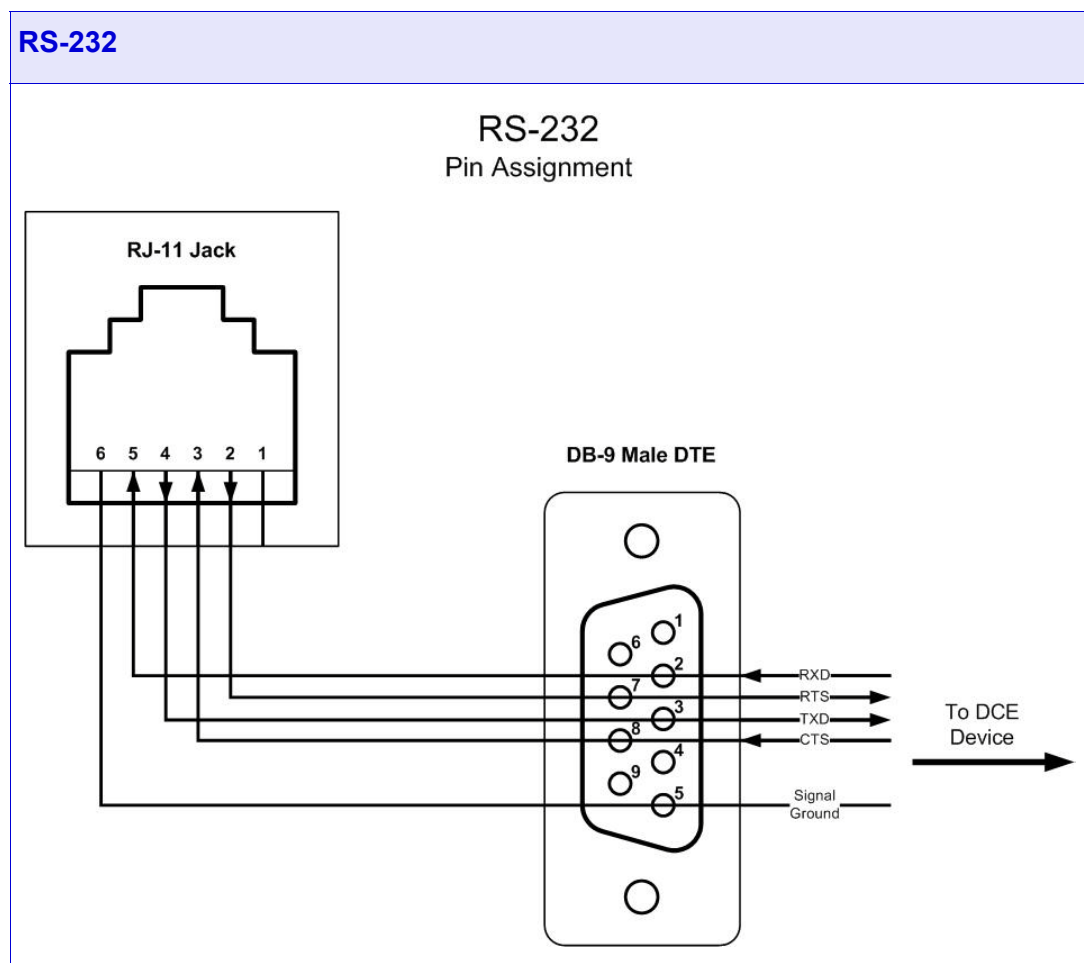 RS-232
RS-232
Pin Assignment
RJ-11 Jack
6 5 4 3 2 1
DB-9 Male DTE
1
6
2
7
3
8
4
9
5
RXD
RTS
TXD
CTS
Signal
Ground
To DCE
Device